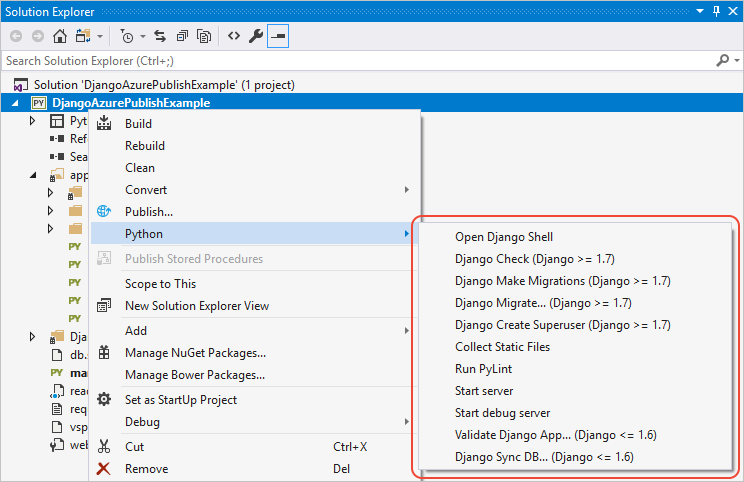 Solution Explorer
Search Solution Explorer (Ctrl+;)
Solution 'DjangoAzurePublishExample' (1 project)
PY DjangoAzurePublishExample
Pyt
Refe
Sea
app
PY
PY
PY
PY
PY
Dja
db.s
PY ma
read
req
vsp
web
Build
Rebuild
Clean
Convert
Publish...
Python
Publish Stored Procedures
Scope to This
New Solution Explorer View
Add
Manage NuGet Packages...
Manage Bower Packages...
Set as StartUp Project
Debug
Cut Ctrl+X
Remove Del
Open Django Shell
Django Check (Django >= 1.7)
Django Make Migrations (Django >= 1.7)
Django Migrate... (Django >= 1.7)
Django Create Superuser (Django >= 1.7)
Collect Static Files
Run PyLint
Start server
Start debug server
Validate Django App... (Django <= 1.6)
Django Sync DB... (Django <= 1.6)